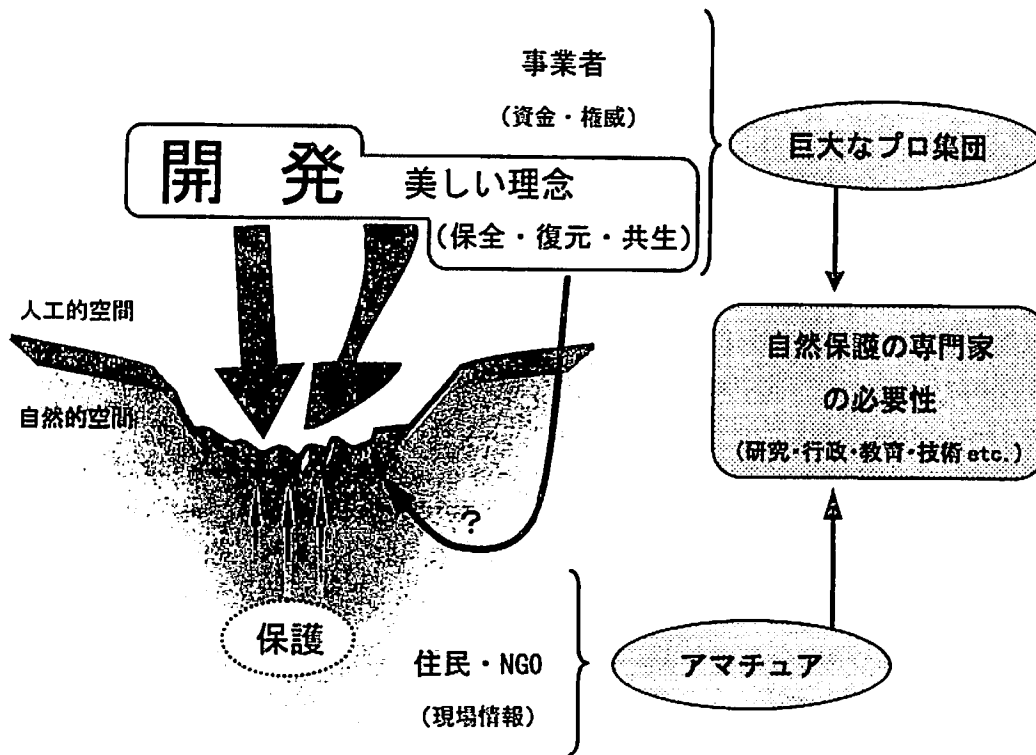 事業者
(資金・権威)
巨大なプロ集団
開発
美しい理念
(保全・復元・共生)
人工的空間
自然的空間
自然保護の専門家
の必要性
(研究・行政・教育・技術 etc.)
?
保護
住民・NGO
(現場情報)
アマチュア